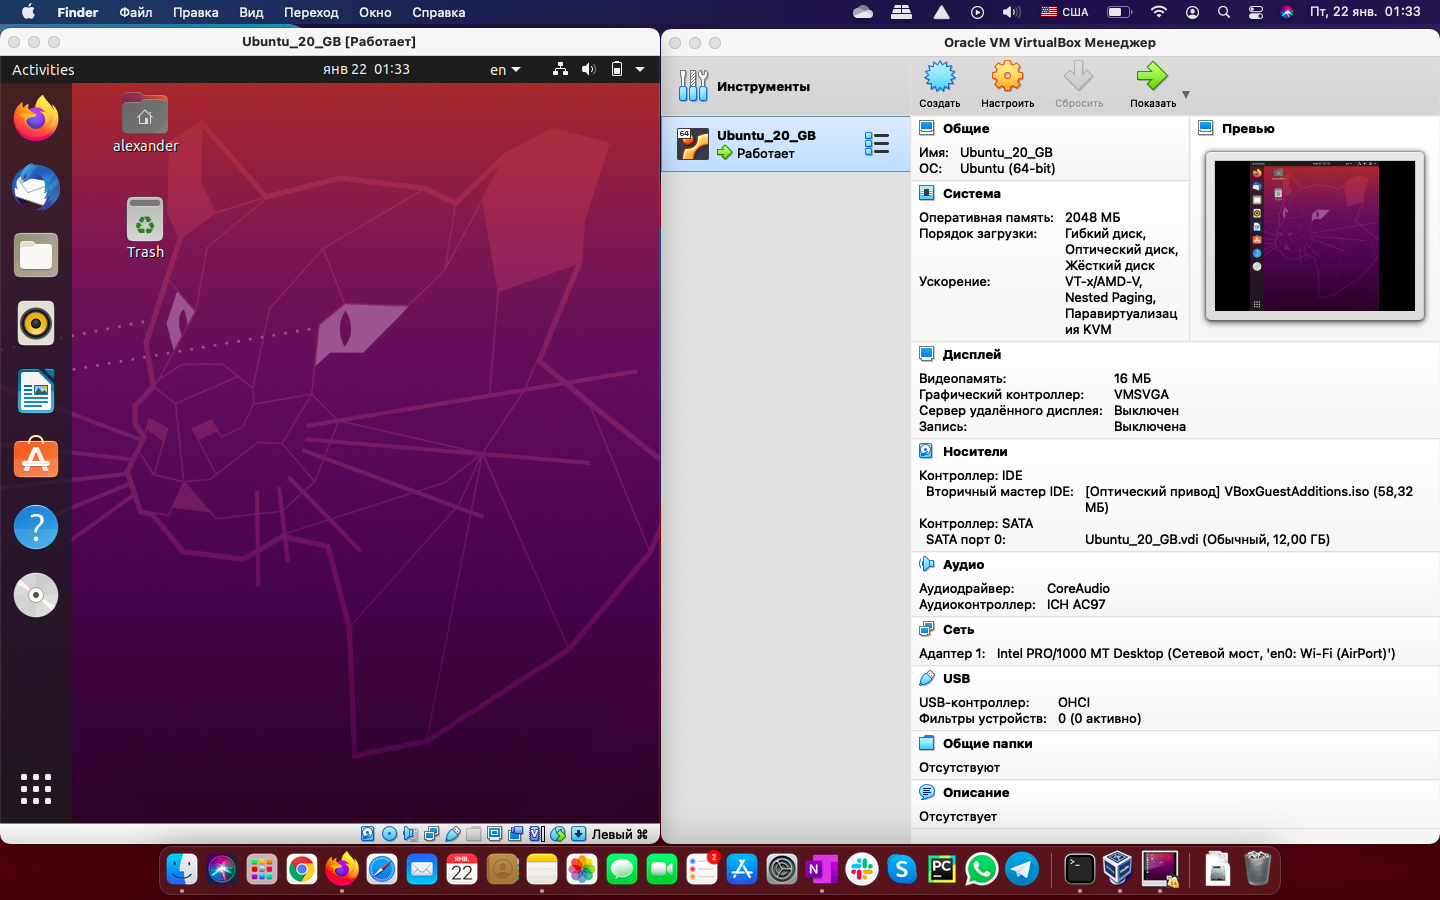 Finder Файл Правка Вид Переход Окно Справка США Пт, 22 янв. 01:33
Ubuntu_20_GB [Работает]
Activities янв 22 01:33 en
alexander
Trash
Левый ⌘
Oracle VM VirtualBox Менеджер
Инструменты
Создать Настроить Сбросить Показать
64
Ubuntu_20_GB
Работает
Общие
Имя: Ubuntu_20_GB
ОС: Ubuntu (64-bit)
Превью
Система
Оперативная память: 2048 МБ
Порядок загрузки: Гибкий диск,
Оптический диск,
Жёсткий диск
Ускорение: VT-x/AMD-V,
Nested Paging,
Паравиртуализац
ия KVM
Дисплей
Видеопамять: 16 МБ
Графический контроллер: VMSVGA
Сервер удалённого дисплея: Выключен
Запись: Выключена
Носители
Контроллер: IDE
Вторичный мастер IDE: [Оптический привод] VBoxGuestAdditions.iso (58,32
МБ)
Контроллер: SATA
SATA порт 0: Ubuntu_20_GB.vdi (Обычный, 12,00 ГБ)
Аудио
Аудиодрайвер: CoreAudio
Аудиоконтроллер: ICH AC97
Сеть
Адаптер 1: Intel PRO/1000 MT Desktop (Сетевой мост, 'en0: Wi-Fi (AirPort)')
USB
USB-контроллер: OHCI
Фильтры устройств: 0 (0 активно)
Общие папки
Отсутствуют
Описание
Отсутствует
ЯНВ.
22
2
N
S
PC